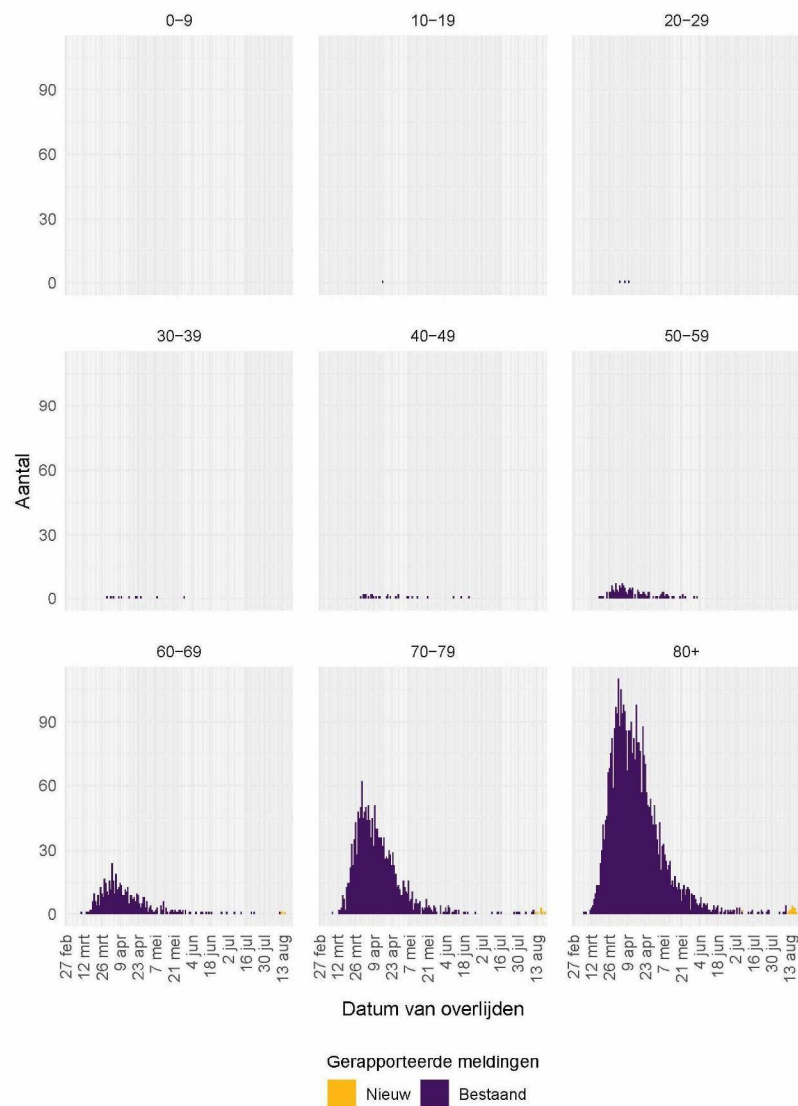 0−9 10−19 20−29
90
60
30
0
30−39 40−49 50−59
90
60
30
0
Aantal
60−69 70−79 80+
90
60
30
0
27 feb 12 mrt 26 mrt 9 apr 23 apr 7 mei 21 mei 4 jun 18 jun 2 jul 16 jul 30 jul 13 aug
27 feb 12 mrt 26 mrt 9 apr 23 apr 7 mei 21 mei 4 jun 18 jun 2 jul 16 jul 30 jul 13 aug
27 feb 12 mrt 26 mrt 9 apr 23 apr 7 mei 21 mei 4 jun 18 jun 2 jul 16 jul 30 jul 13 aug
Datum van overlijden
Gerapporteerde meldingen
Nieuw Bestaand